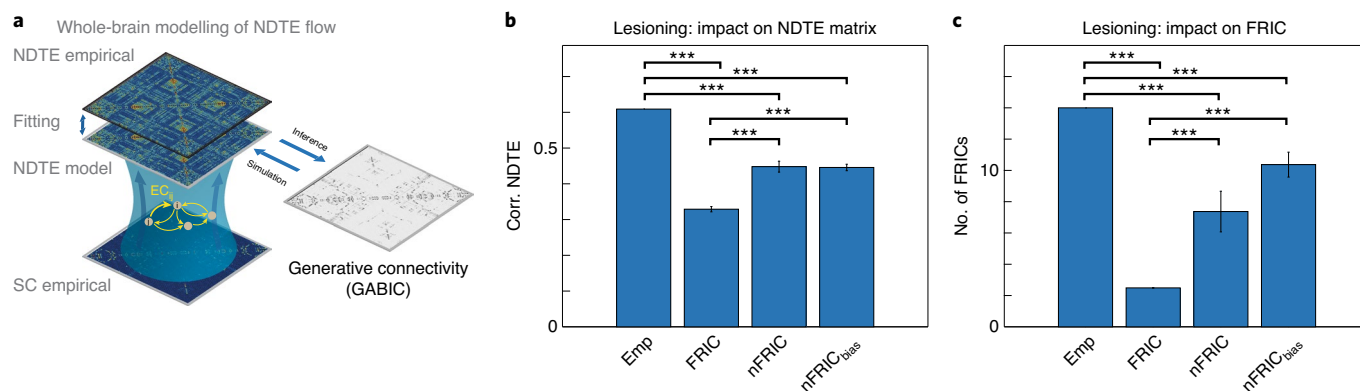 a
Whole-brain modelling of NDTE flow
NDTE empirical
Fitting
NDTE model
SC empirical
ECij
i
j
Inference
Simulation
Generative connectivity
(GABIC)
b
Lesioning: impact on NDTE matrix
***
***
***
***
Corr. NDTE
0.5
0
Emp
FRIC
nFRIC
nFRICbias
c
Lesioning: impact on FRIC
***
***
***
***
***
No. of FRICs
10
0
Emp
FRIC
nFRIC
nFRICbias